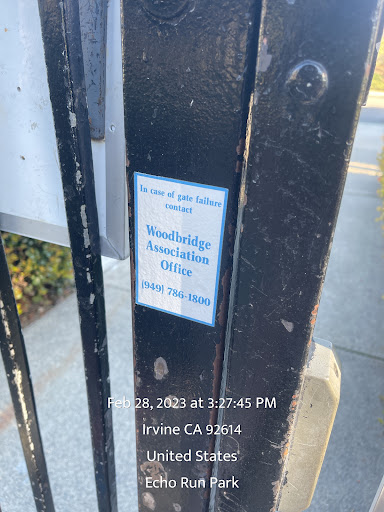 In case of gate failure
contact
Woodbridge
Association
Office
(949) 786-1800
Feb 28, 2023 at 3:27:45 PM
Irvine CA 92614
United States
Echo Run Park